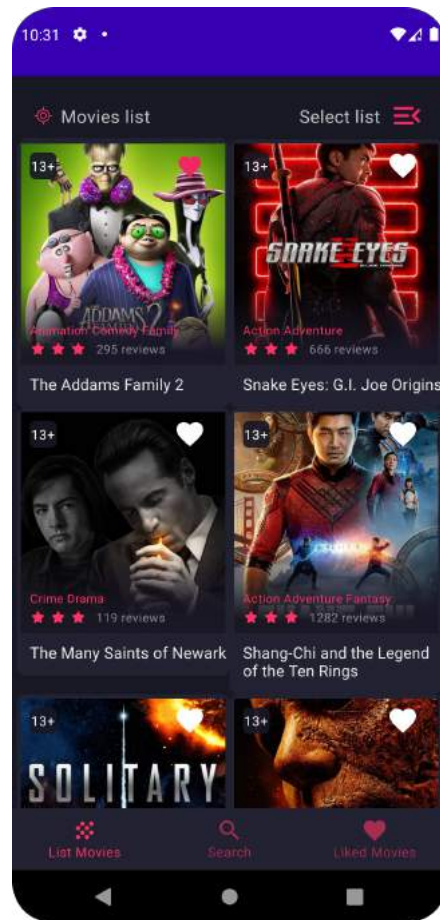 10:31
Movies list
Select list
13+
ADDAMS 2
Animation Comedy Family
295 reviews
The Addams Family 2
13+
SNAKE EYES
Action Adventure
666 reviews
Snake Eyes: G.I. Joe Origins
13+
Crime Drama
119 reviews
The Many Saints of Newark
13+
Action Adventure Fantasy
1282 reviews
Shang-Chi and the Legend
of the Ten Rings
13+
SOLITARY
13+
List Movies
Search
Liked Movies